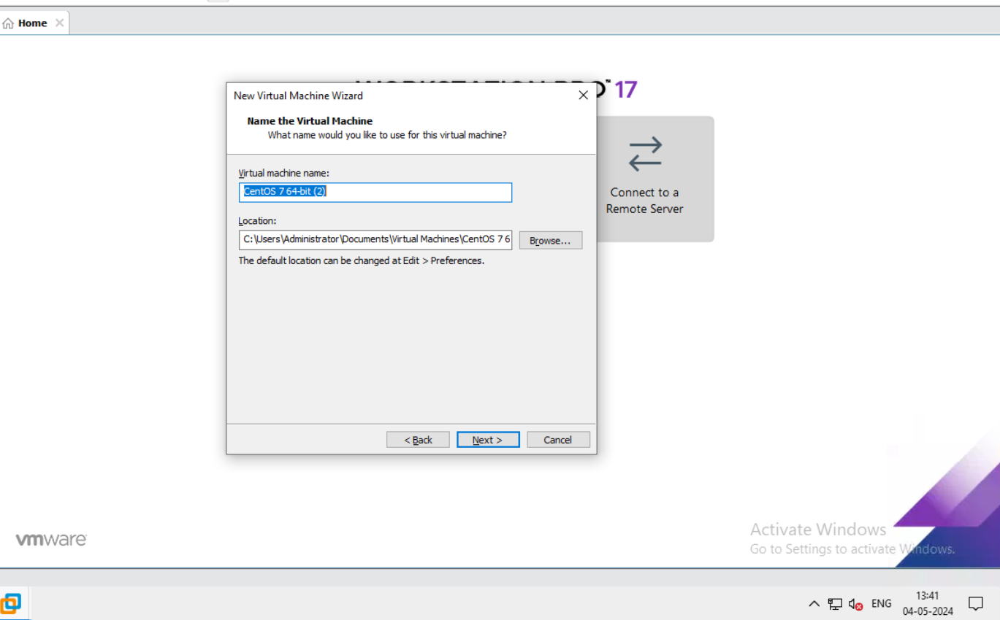 Home
17
New Virtual Machine Wizard
Name the Virtual Machine
What name would you like to use for this virtual machine?
Virtual machine name:
CentOS 7 64-bit (2)
Location:
C:\Users\Administrator\Documents\Virtual Machines\CentOS 7 6
Browse...
The default location can be changed at Edit > Preferences.
< Back
Next >
Cancel
Connect to a
Remote Server
vmware
Activate Windows
Go to Settings to activate Windows.
ENG
13:41
04-05-2024